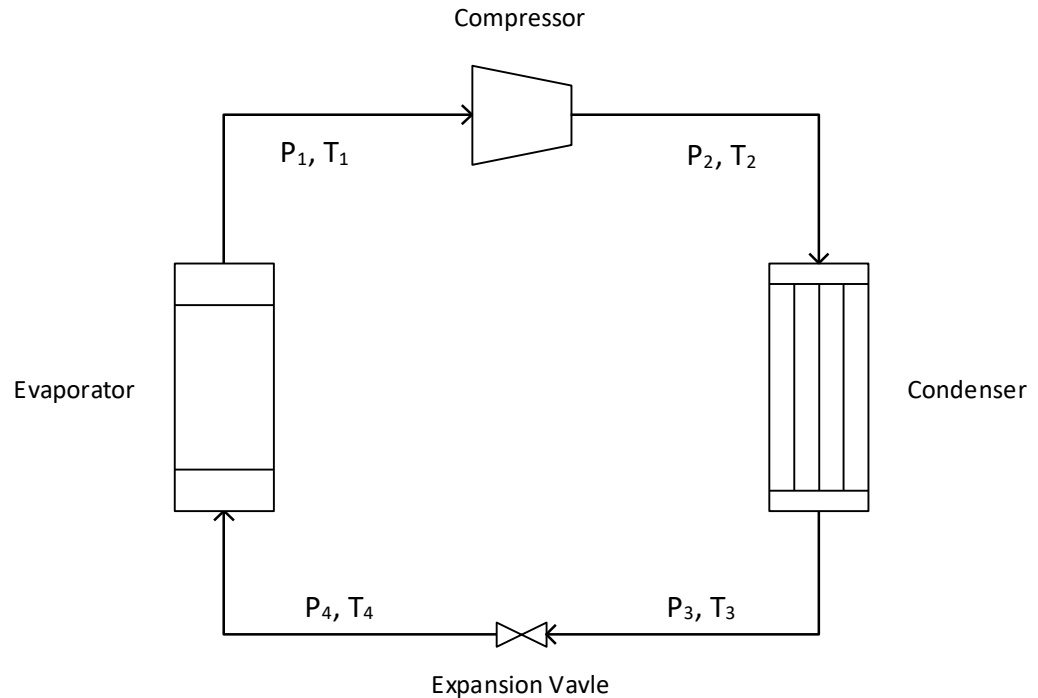 Compressor
P₁, T₁
P₂, T₂
Evaporator
Condenser
P₄, T₄
P₃, T₃
Expansion Vavle